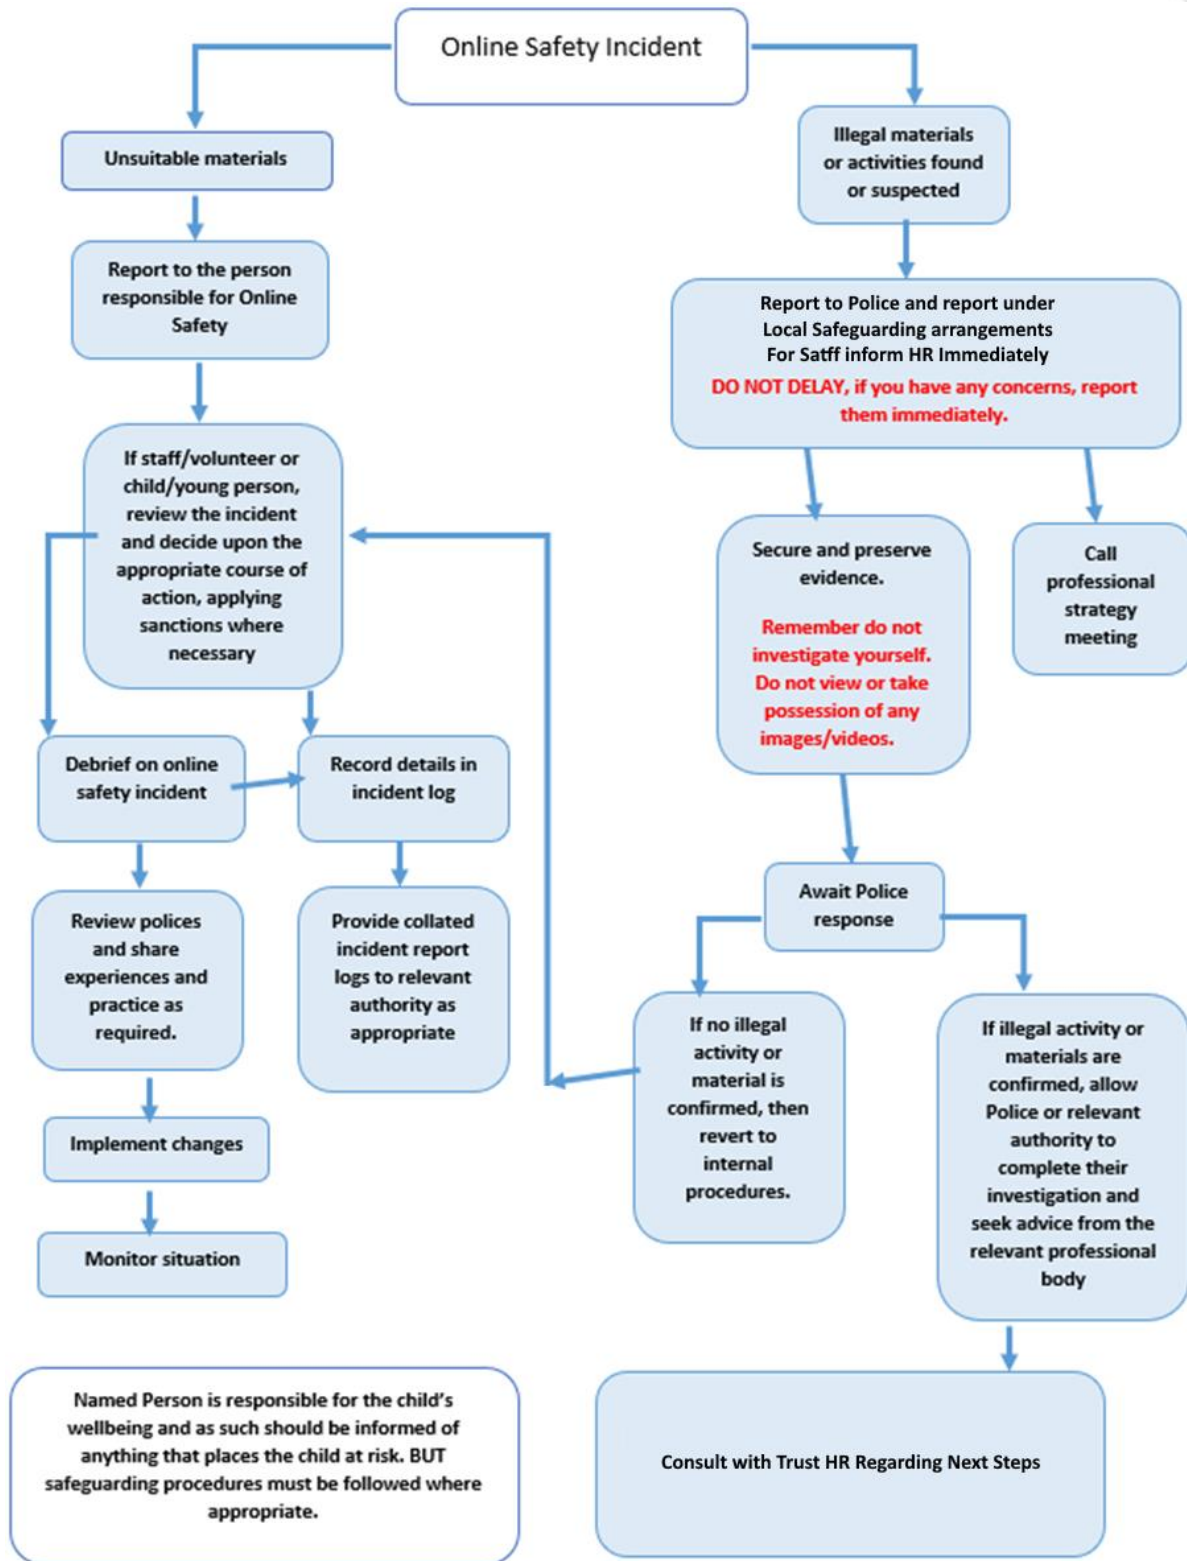 Online Safety Incident
Unsuitable materials
Report to the person
responsible for Online
Safety
If staff/volunteer or
child/young person,
review the incident
and decide upon the
appropriate course of
action, applying
sanctions where
necessary
Debrief on online
safety incident
Record details in
incident log
Review polices
and share
experiences and
practice as
required.
Provide collated
incident report
logs to relevant
authority as
appropriate
Implement changes
Monitor situation
Illegal materials
or activities found
or suspected
Report to Police and report under
Local Safeguarding arrangements
For Satff inform HR Immediately
DO NOT DELAY, if you have any concerns, report
them immediately.
Secure and preserve
evidence.
Remember do not
investigate yourself.
Do not view or take
possession of any
images/videos.
Call
professional
strategy
meeting
Await Police
response
If no illegal
activity or
material is
confirmed, then
revert to
internal
procedures.
If illegal activity or
materials are
confirmed, allow
Police or relevant
authority to
complete their
investigation and
seek advice from the
relevant professional
body
Named Person is responsible for the child's
wellbeing and as such should be informed of
anything that places the child at risk. BUT
safeguarding procedures must be followed where
appropriate.
Consult with Trust HR Regarding Next Steps